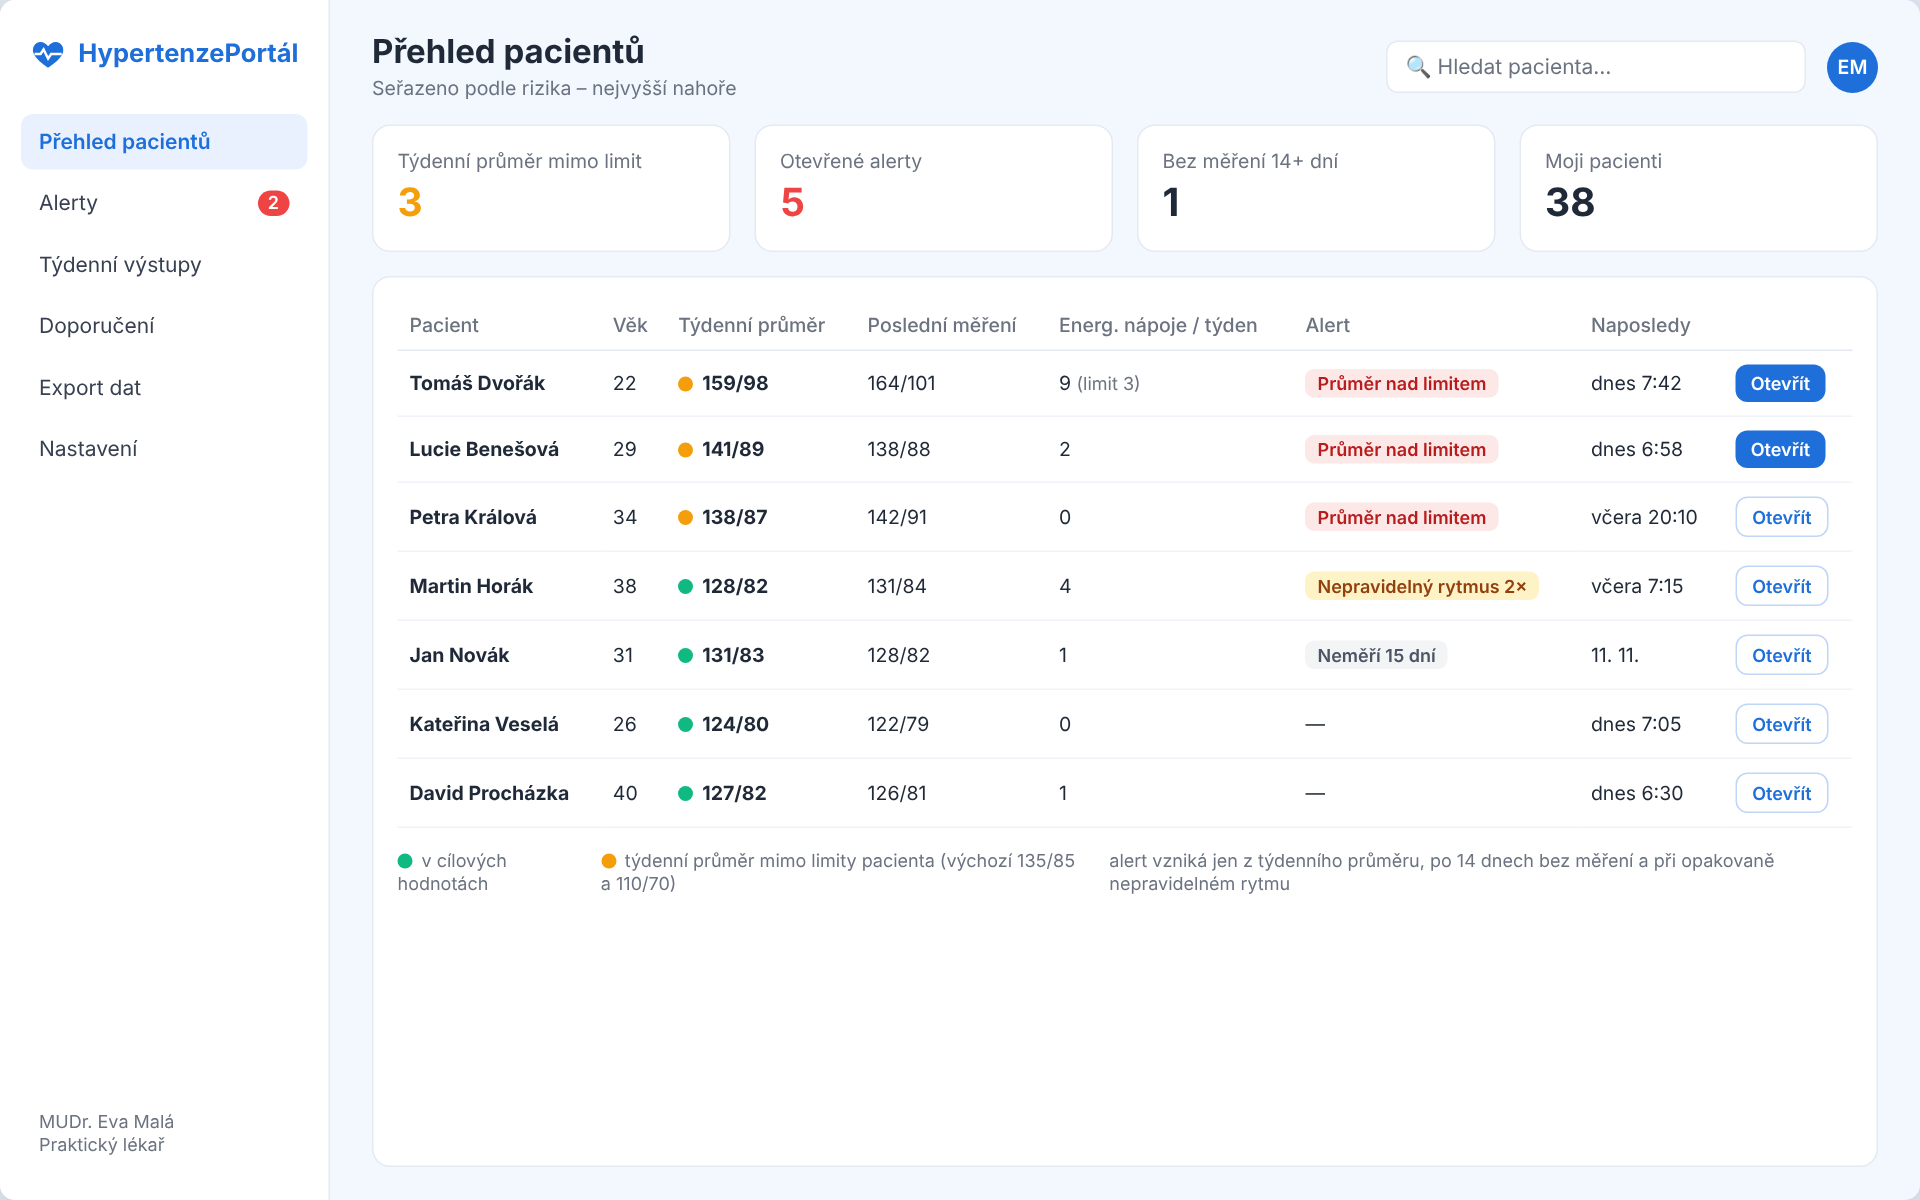 HypertenzePortál
Přehled pacientů
Alerty 2
Týdenní výstupy
Doporučení
Export dat
Nastavení
MUDr. Eva Malá
Praktický lékař
Přehled pacientů
Seřazeno podle rizika – nejvyšší nahoře
Hledat pacienta...
EM
Týdenní průměr mimo limit
3
Otevřené alerty
5
Bez měření 14+ dní
1
Moji pacienti
38
Pacient Věk Týdenní průměr Poslední měření Energ. nápoje / týden Alert Naposledy
Tomáš Dvořák 22 159/98 164/101 9 (limit 3) Průměr nad limitem dnes 7:42 Otevřít
Lucie Benešová 29 141/89 138/88 2 Průměr nad limitem dnes 6:58 Otevřít
Petra Králová 34 138/87 142/91 0 Průměr nad limitem včera 20:10 Otevřít
Martin Horák 38 128/82 131/84 4 Nepravidelný rytmus 2× včera 7:15 Otevřít
Jan Novák 31 131/83 128/82 1 Neměří 15 dní 11. 11. Otevřít
Kateřina Veselá 26 124/80 122/79 0 — dnes 7:05 Otevřít
David Procházka 40 127/82 126/81 1 — dnes 6:30 Otevřít
v cílových
hodnotách
týdenní průměr mimo limity pacienta (výchozí 135/85
a 110/70)
alert vzniká jen z týdenního průměru, po 14 dnech bez měření a při opakovaně
nepravidelném rytmu